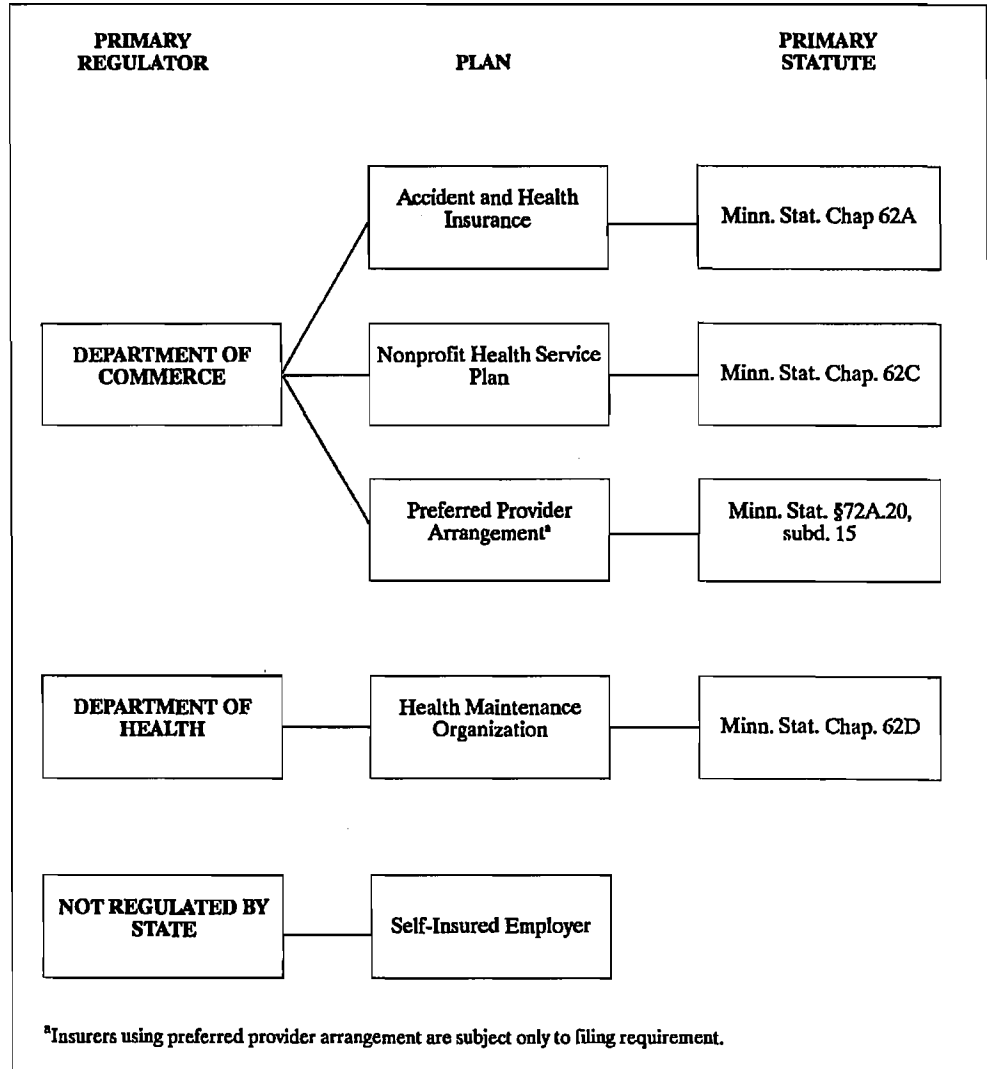 PRIMARY
REGULATOR
PLAN
PRIMARY
STATUTE
Accident and Health
Insurance
Minn. Stat. Chap 62A
DEPARTMENT OF
COMMERCE
Nonprofit Health Service
Plan
Minn. Stat. Chap. 62C
Preferred Provider
Arrangementᵃ
Minn. Stat. §72A.20,
subd. 15
DEPARTMENT OF
HEALTH
Health Maintenance
Organization
Minn. Stat. Chap. 62D
NOT REGULATED BY
STATE
Self-Insured Employer
ᵃInsurers using preferred provider arrangement are subject only to filing requirement.